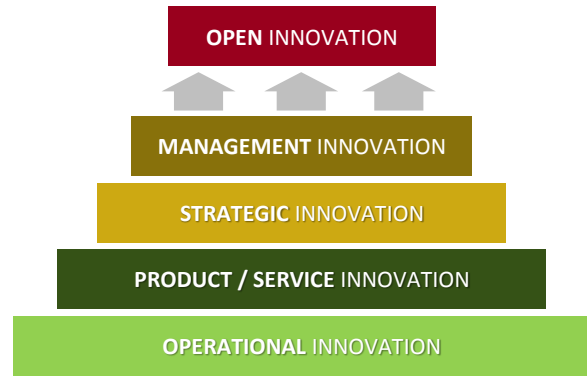 OPEN INNOVATION
MANAGEMENT INNOVATION
STRATEGIC INNOVATION
PRODUCT / SERVICE INNOVATION
OPERATIONAL INNOVATION